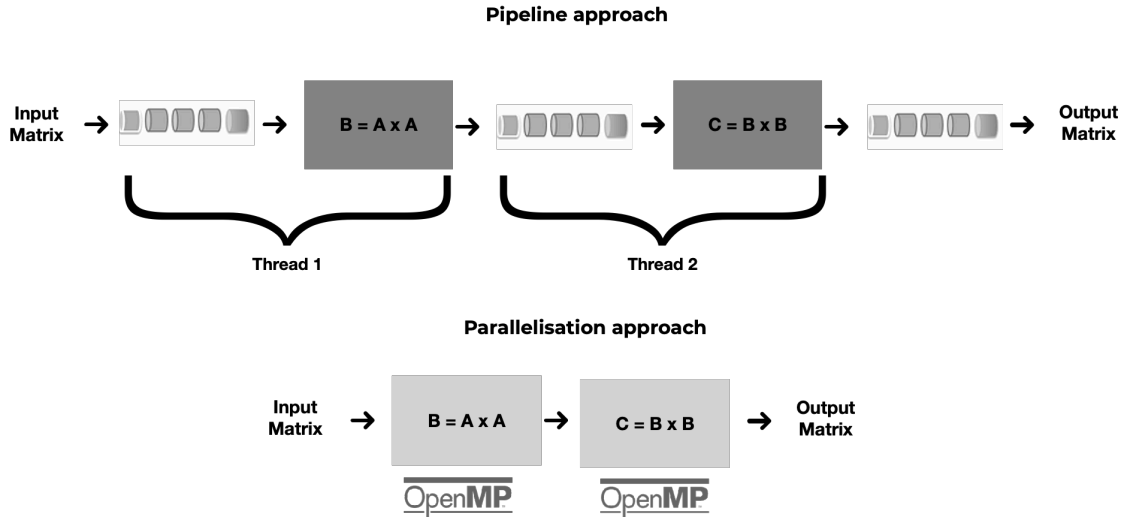 Pipeline approach
Input
Matrix
B = A x A
C = B x B
Output
Matrix
Thread 1
Thread 2
Parallelisation approach
Input
Matrix
B = A x A
C = B x B
Output
Matrix
OpenMP
OpenMP